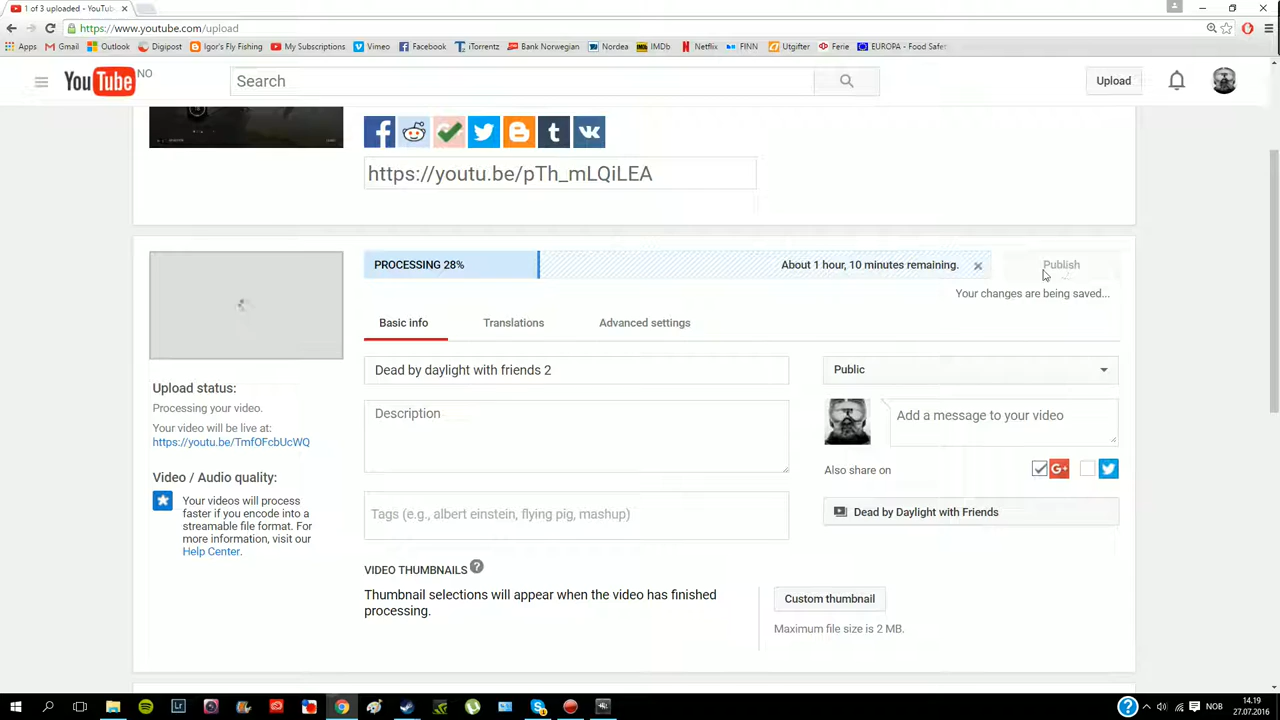 1 of 3 uploaded - YouTub
https://www.youtube.com/upload
Apps Gmail Outlook Digipost Igor's Fly Fishing My Subscriptions Vimeo Facebook iTorrentz Bank Norwegian Nordea IMDb Netflix FINN Utgifter Ferie EUROPA - Food Safet
YouTube NO
Search
Upload
https://youtu.be/pTh_mLQiLEA
PROCESSING 28%
About 1 hour, 10 minutes remaining.
Publish
Your changes are being saved...
Basic info Translations Advanced settings
Dead by daylight with friends 2
Public
Description
Add a message to your video
Also share on
Dead by Daylight with Friends
Tags (e.g., albert einstein, flying pig, mashup)
Upload status:
Processing your video.
Your video will be live at:
https://youtu.be/TmfOFcbUcWQ
Video / Audio quality:
Your videos will process
faster if you encode into a
streamable file format. For
more information, visit our
Help Center.
VIDEO THUMBNAILS
Thumbnail selections will appear when the video has finished
processing.
Custom thumbnail
Maximum file size is 2 MB.
NOB
14.19
27.07.2016